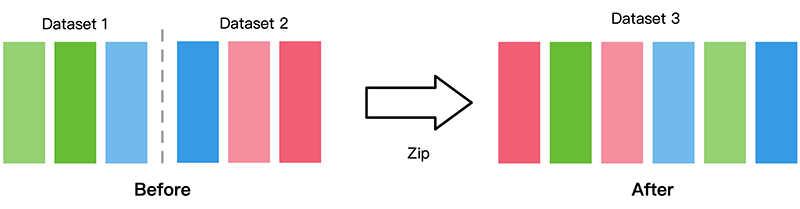 Dataset 1
Dataset 2
Dataset 3
Zip
Before
After